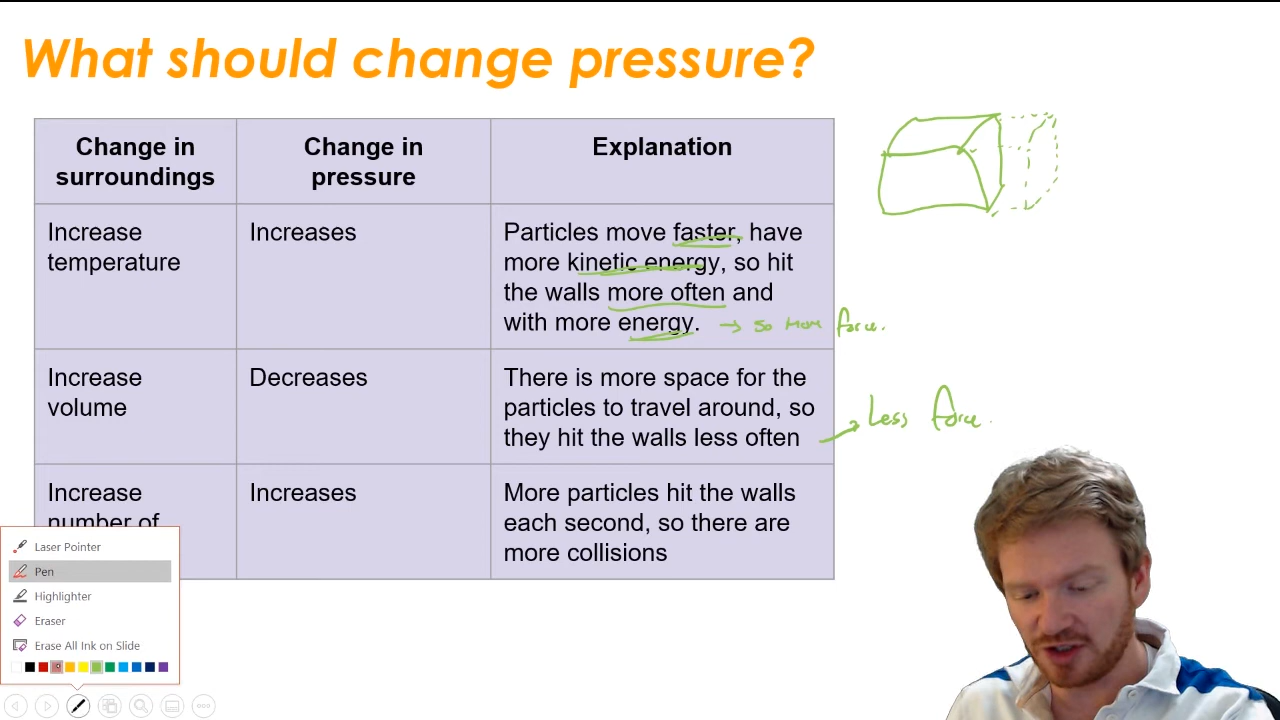 What should change pressure?
Change in
surroundings
Change in
pressure
Explanation
Increase
temperature
Increases
Particles move faster, have
more kinetic energy, so hit
the walls more often and
with more energy. → so more force.
Increase
volume
Decreases
There is more space for the
particles to travel around, so
they hit the walls less often
→ Less force.
Increase
number of
Increases
More particles hit the walls
each second, so there are
more collisions
Laser Pointer
Pen
Highlighter
Eraser
Erase All Ink on Slide